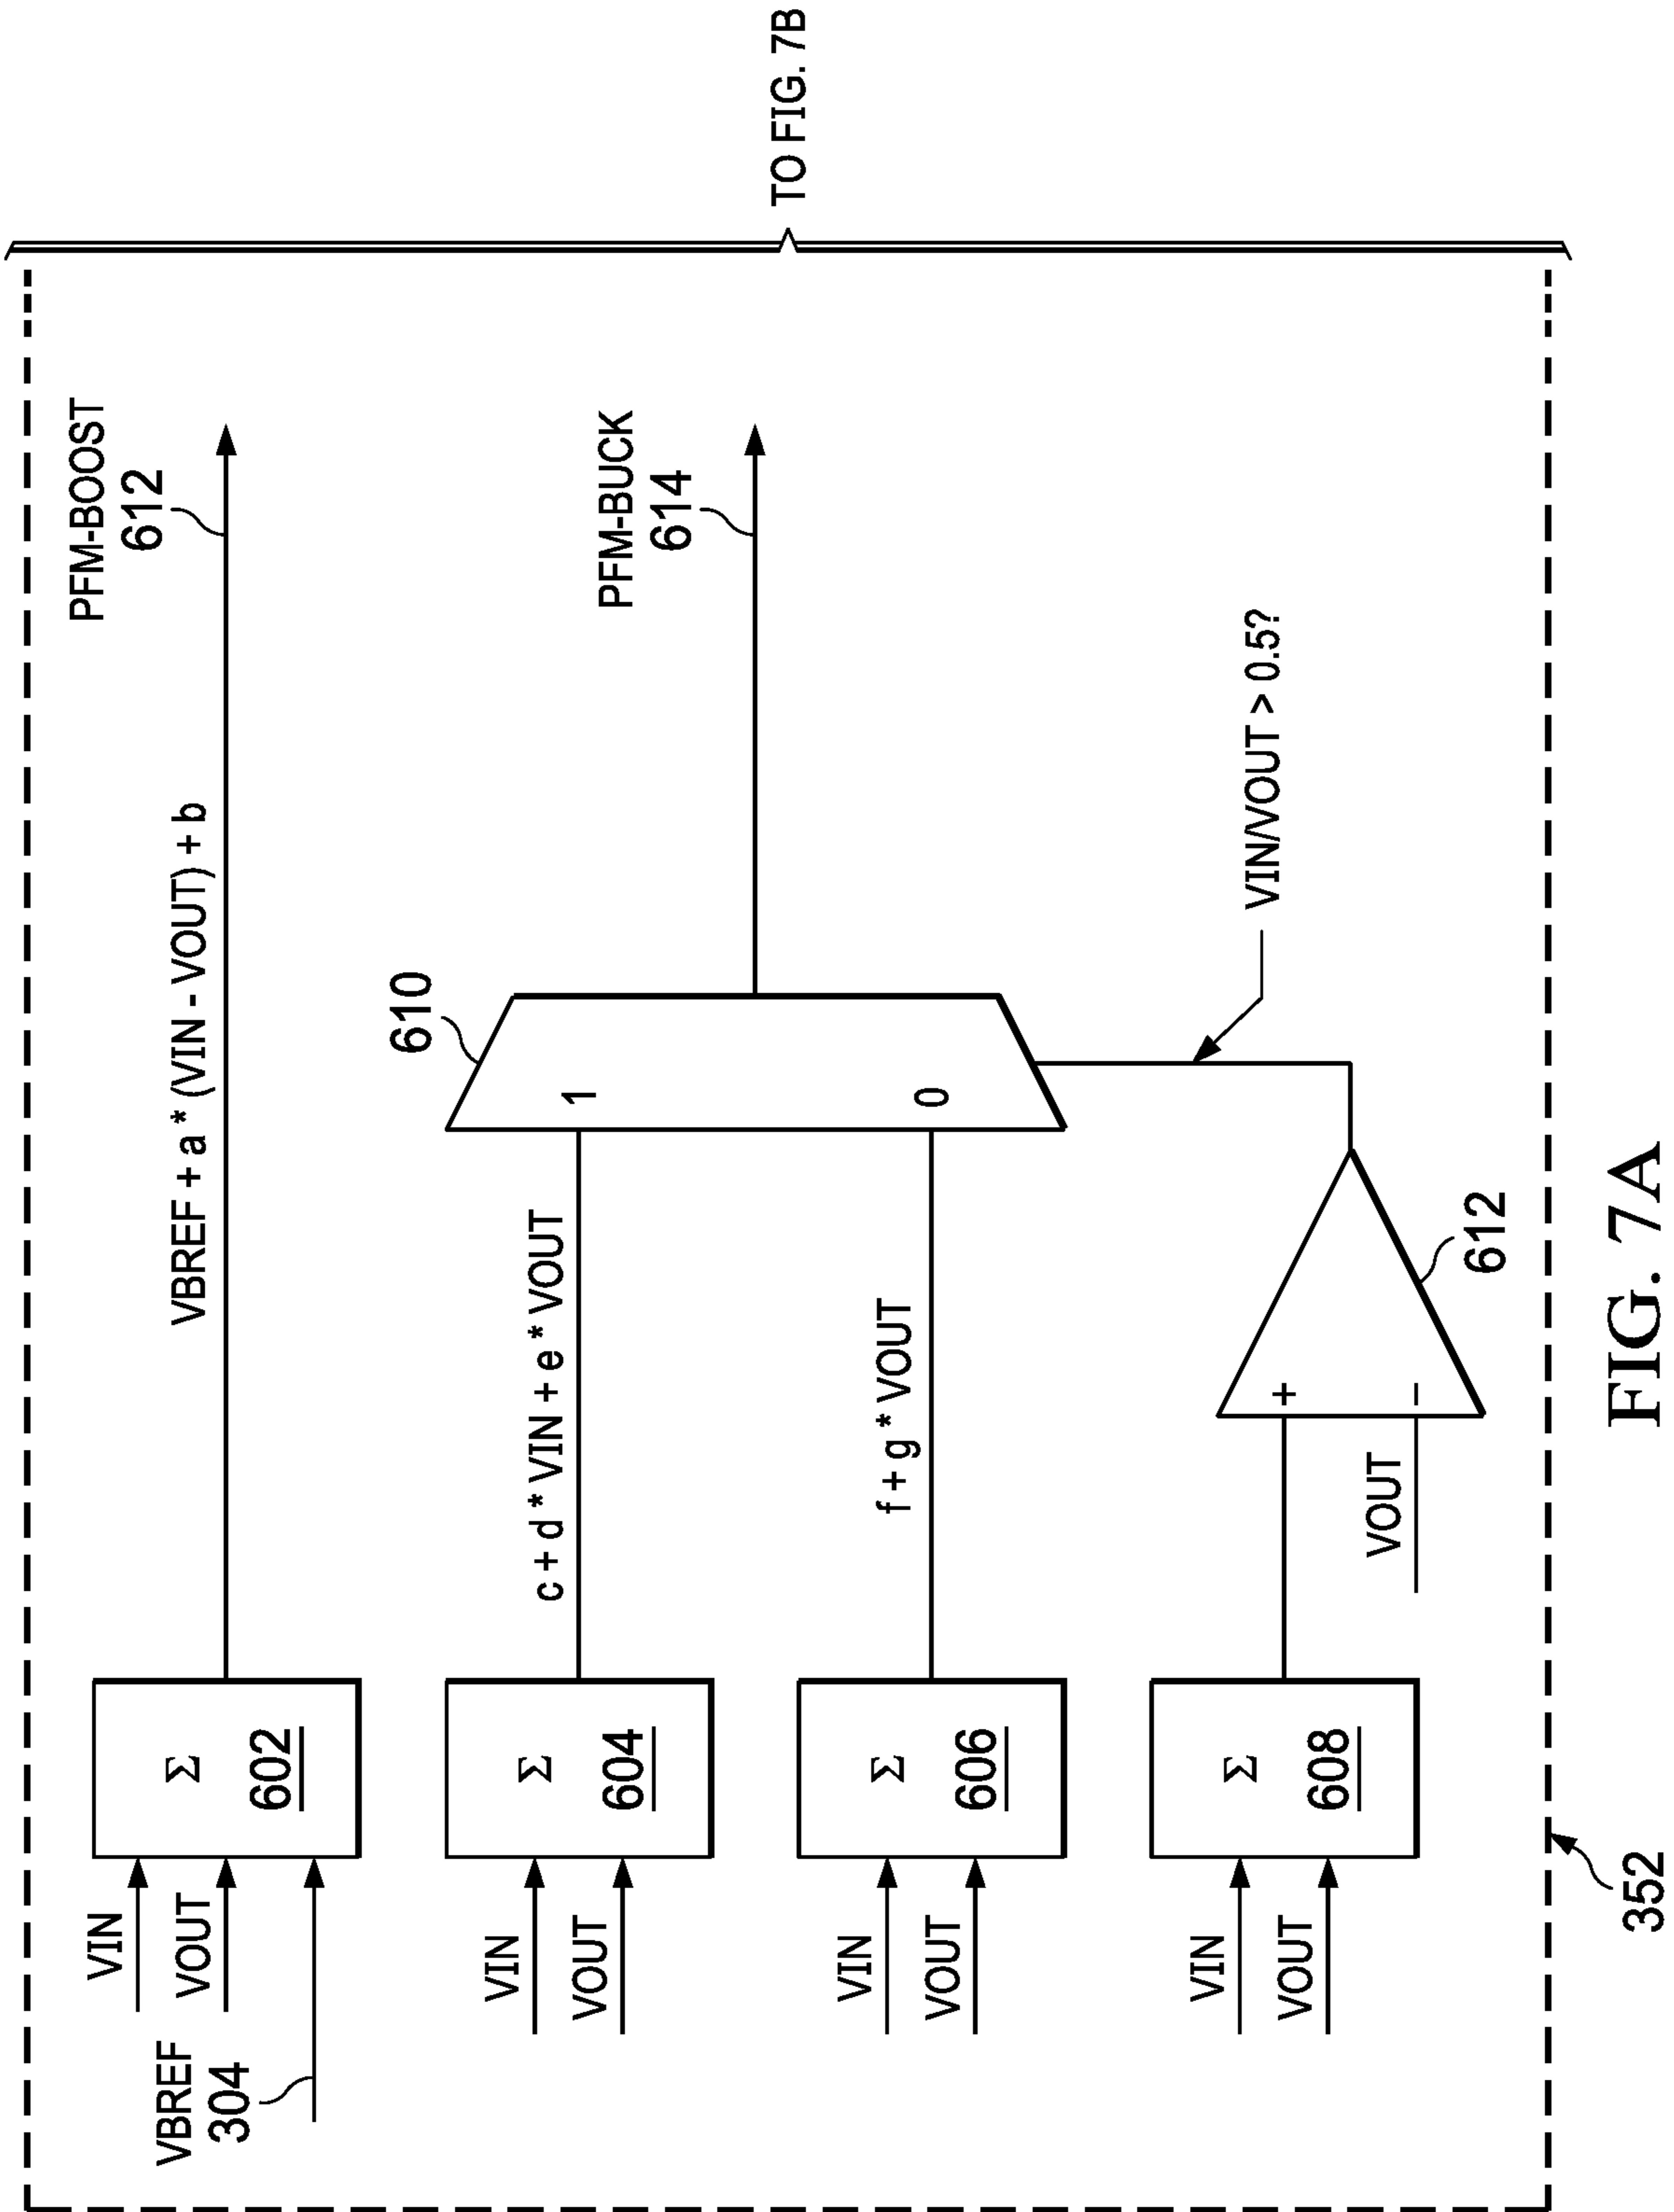 TO FIG. 7B
PFM-BOOST
612
VBREF + a * (VIN - VOUT) + b
VIN
VOUT
VBREF
304
Σ
602
PFM-BUCK
614
610
1
0
c + d * VIN + e * VOUT
VIN
VOUT
Σ
604
f + g * VOUT
VIN
VOUT
Σ
606
VIN/VOUT > 0.5?
VIN
VOUT
Σ
608
+
-
VOUT
612
352
FIG. 7A